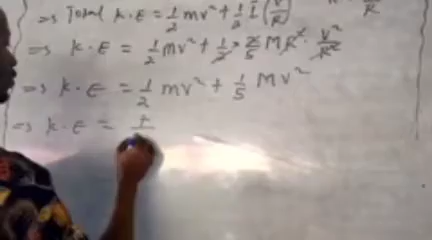 => Total K.E = 1/2 mv² + 1/2 I (v/R)²
=> K.E = 1/2 mv² + 1/2 × 2/5 MR² · v²/R²
=> K.E = 1/2 mv² + 1/5 Mv²
=> K.E =